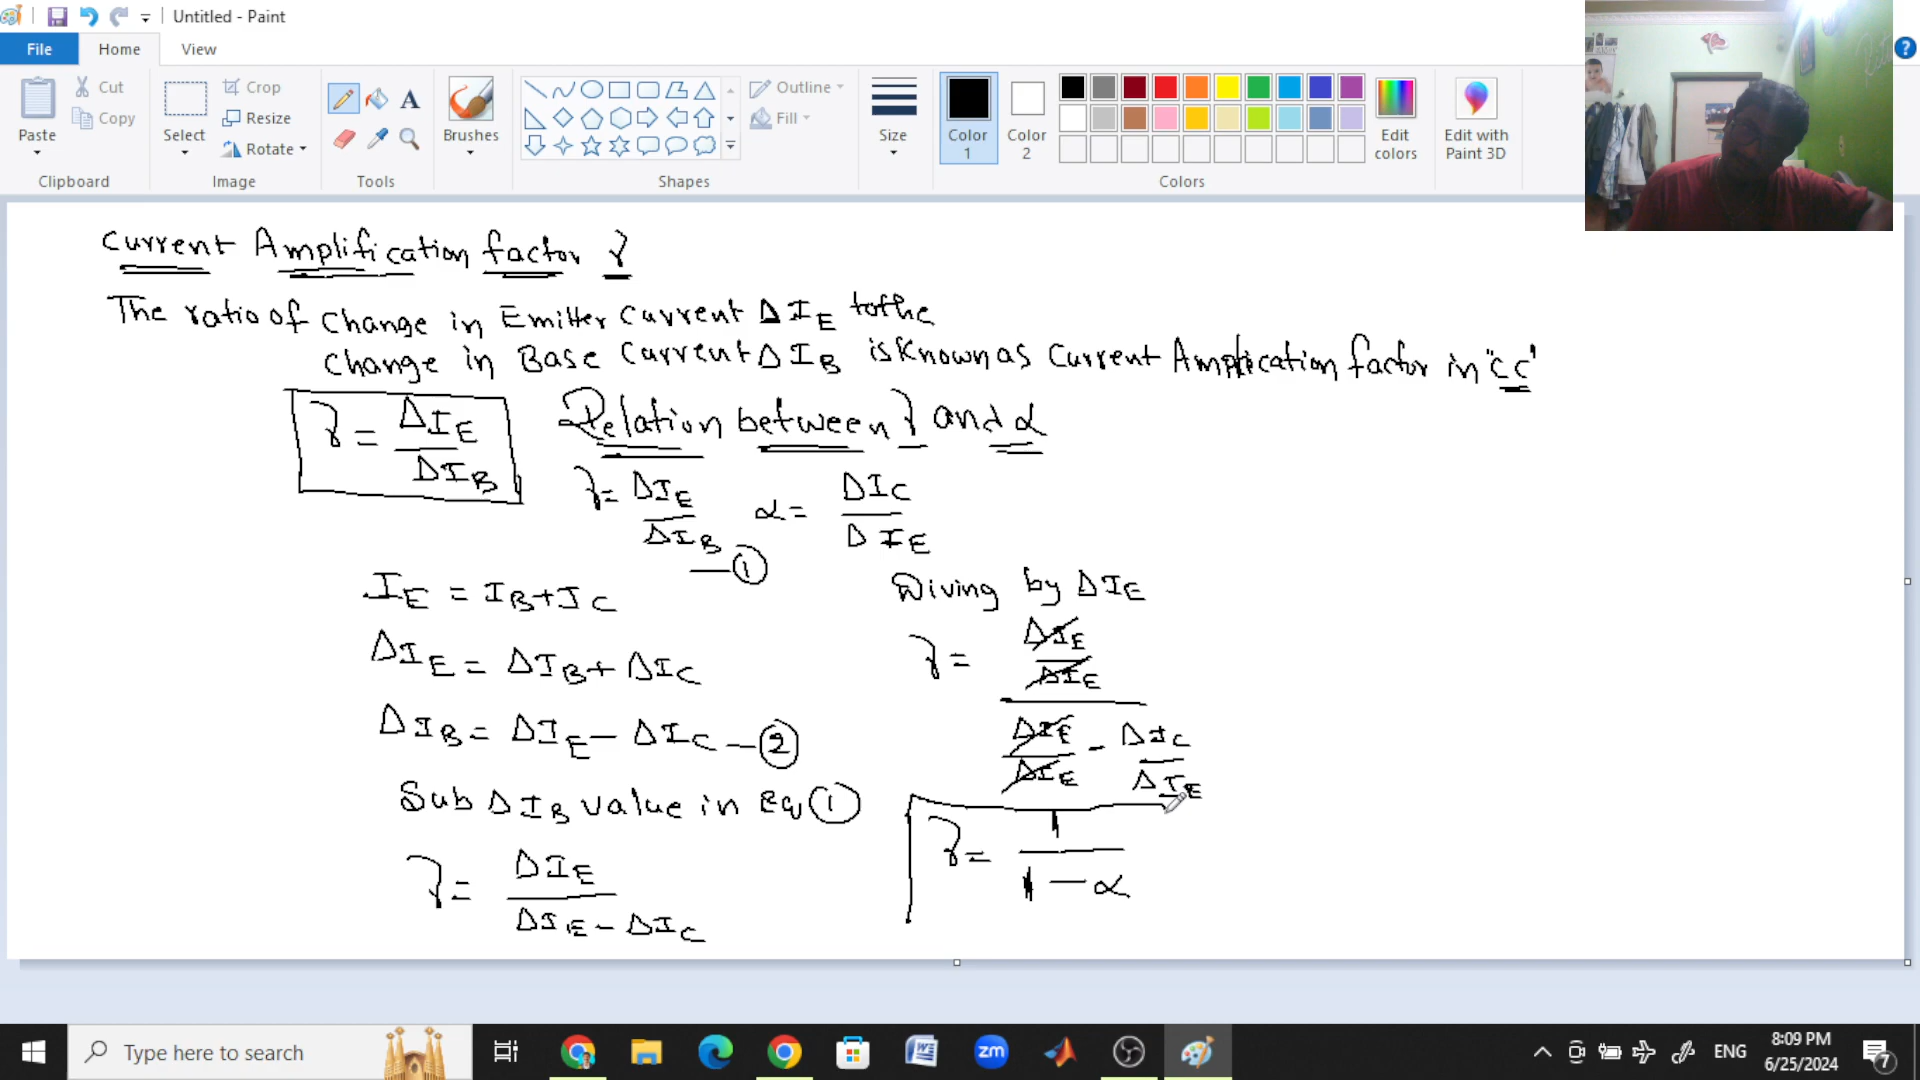 Untitled - Paint
File Home View
Paste
Cut
Copy
Clipboard
Select
Crop
Resize
Rotate
Image
Tools
Brushes
Shapes
Outline
Fill
Size
Color 1
Color 2
Edit colors
Colors
Edit with Paint 3D
Current Amplification factor γ
The ratio of change in Emitter current ΔIE to the
change in Base current ΔIB is known as current Amplification factor in "CC"
γ = ΔIE / ΔIB
Relation between γ and α
γ = ΔIE / ΔIB — ① α = ΔIC / ΔIE
IE = IB + IC
ΔIE = ΔIB + ΔIC
ΔIB = ΔIE − ΔIC — ②
Sub ΔIB value in Eq ①
γ = ΔIE / ΔIE − ΔIC
Diving by ΔIE
γ = ΔIE / ΔIE
ΔIE / ΔIE − ΔIC / ΔIE
γ = 1 / 1 − α
Type here to search
W
zm
ENG
8:09 PM
6/25/2024
7